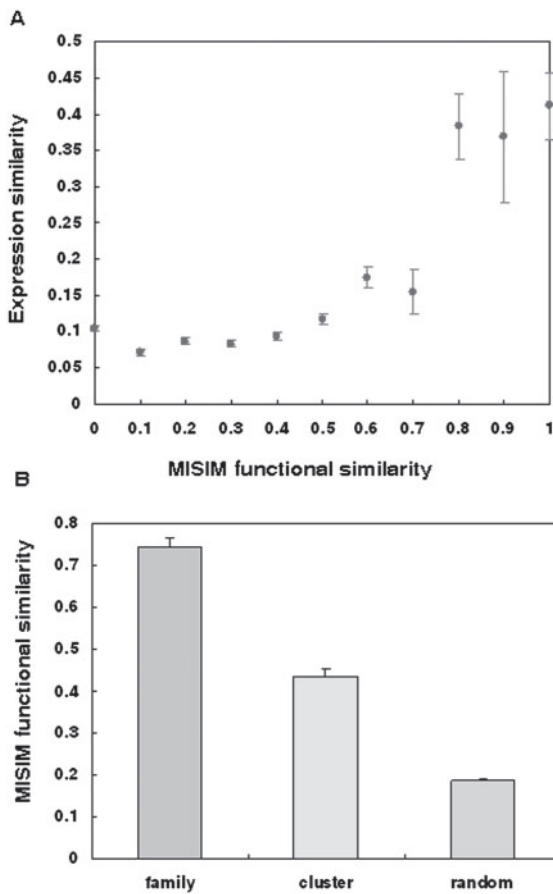 A
Expression similarity
0.5
0.45
0.4
0.35
0.3
0.25
0.2
0.15
0.1
0.05
0
0 0.1 0.2 0.3 0.4 0.5 0.6 0.7 0.8 0.9 1
MISIM functional similarity
B
MISIM functional similarity
0.8
0.7
0.6
0.5
0.4
0.3
0.2
0.1
0
family cluster random